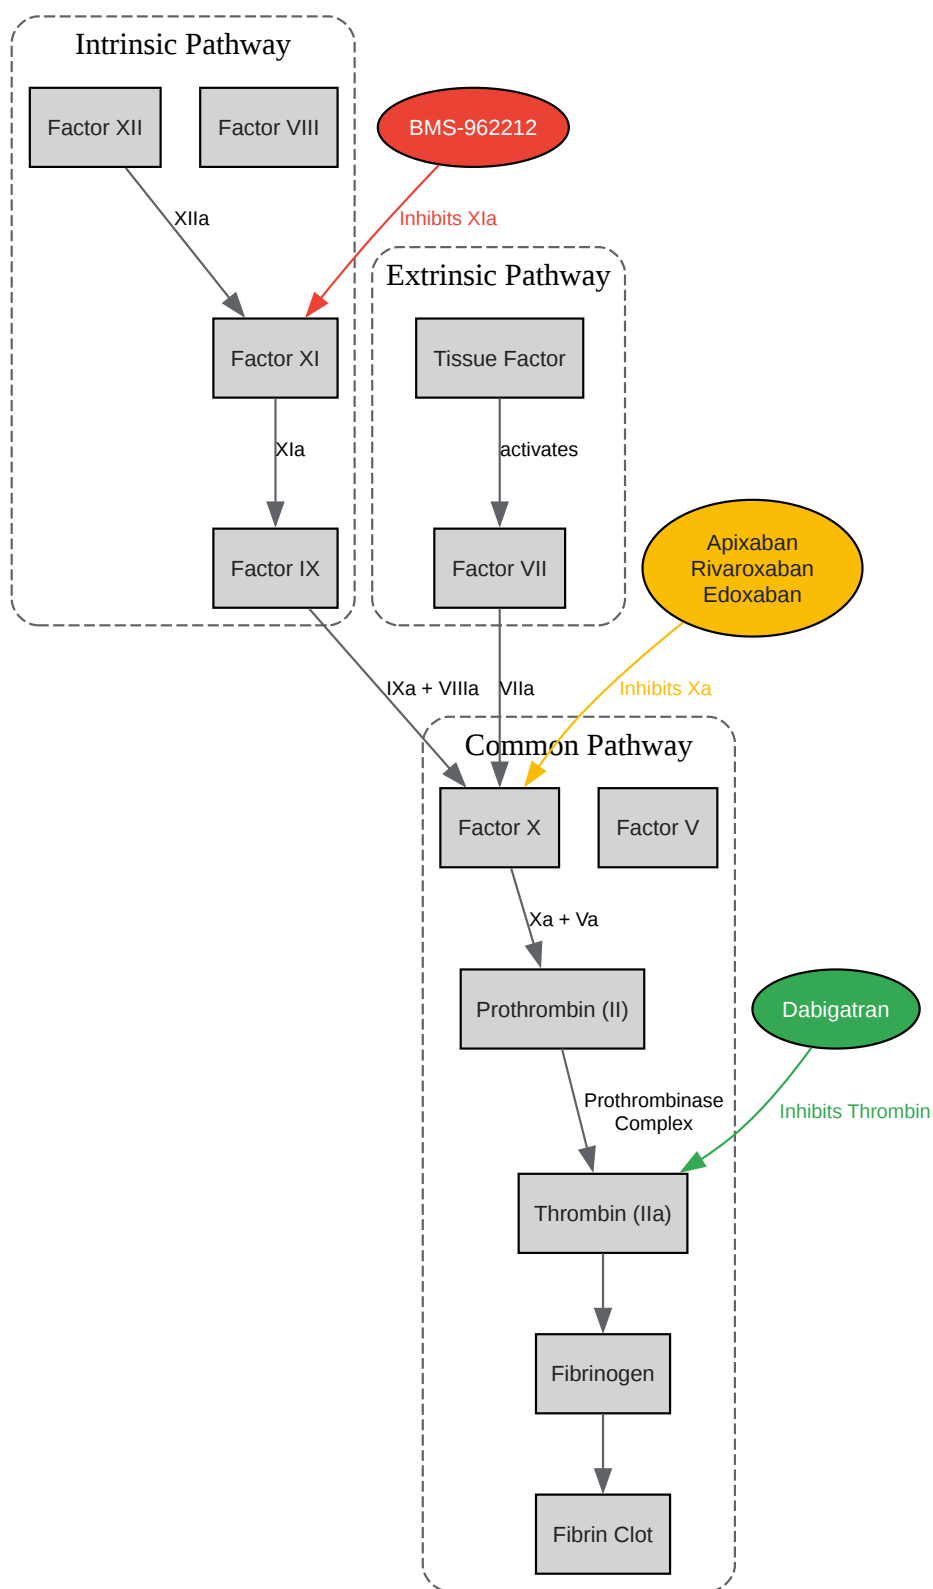 Intrinsic Pathway
Factor XII
Factor VIII
BMS-962212
XIIa
Inhibits XIa
Extrinsic Pathway
Factor XI
Tissue Factor
XIa
activates
Factor IX
Factor VII
Apixaban
Rivaroxaban
Edoxaban
IXa + VIIIa
VIIa
Inhibits Xa
Common Pathway
Factor X
Factor V
Xa + Va
Prothrombin (II)
Dabigatran
Prothrombinase
Complex
Inhibits Thrombin
Thrombin (IIa)
Fibrinogen
Fibrin Clot